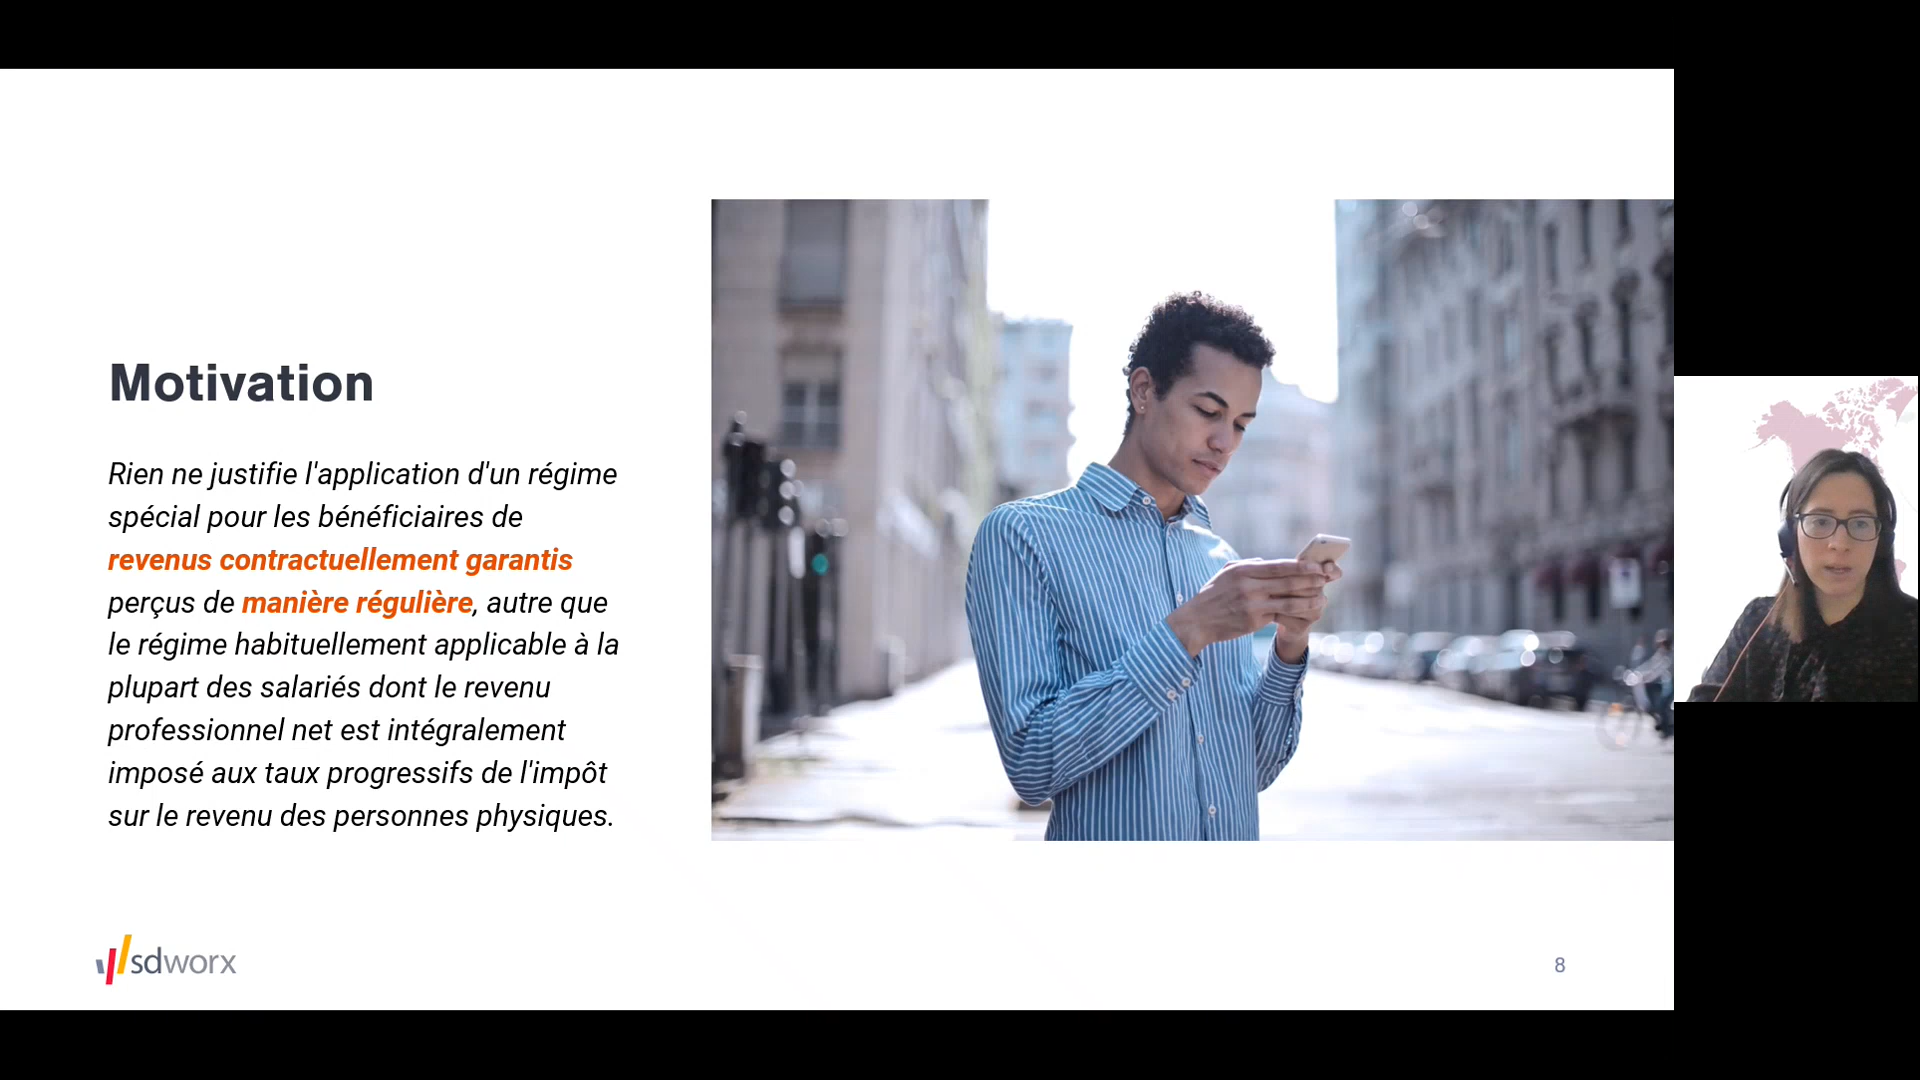 Motivation
Rien ne justifie l'application d'un régime
spécial pour les bénéficiaires de
revenus contractuellement garantis
perçus de manière régulière, autre que
le régime habituellement applicable à la
plupart des salariés dont le revenu
professionnel net est intégralement
imposé aux taux progressifs de l'impôt
sur le revenu des personnes physiques.
sdworx
8